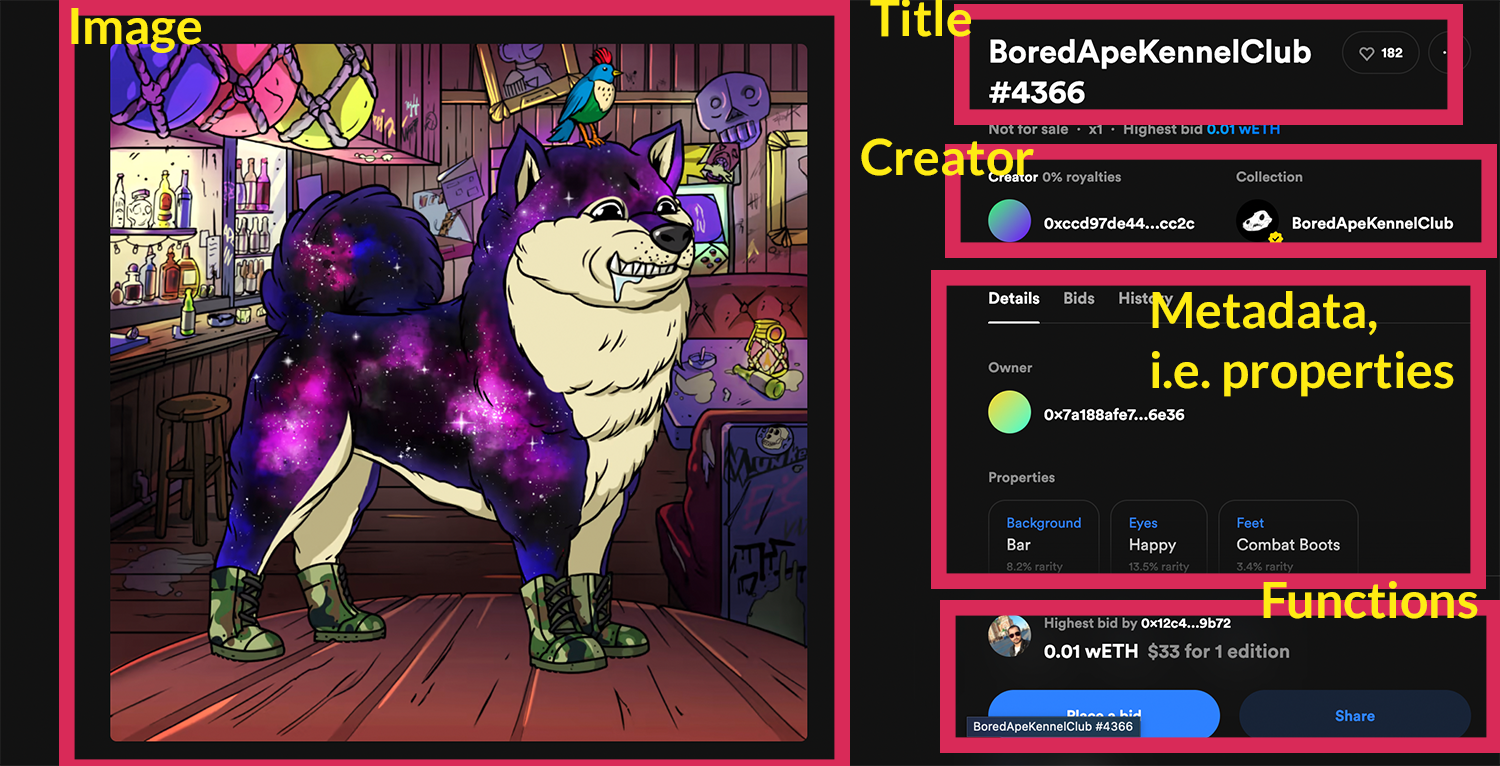 Image
Title
BoredApeKennelClub
#4366
182
Not for sale · x1 · Highest bid 0.01 wETH
Creator
Creator 0% royalties
Collection
0xccd97de44...cc2c
BoredApeKennelClub
Details
Bids
History
Metadata,
i.e. properties
Owner
0x7a188afe7...6e36
Properties
Background
Eyes
Feet
Bar
Happy
Combat Boots
8.2% rarity
13.5% rarity
3.4% rarity
Functions
Highest bid by 0x12c4...9b72
0.01 wETH $33 for 1 edition
Place a bid
Share
BoredApeKennelClub #4366